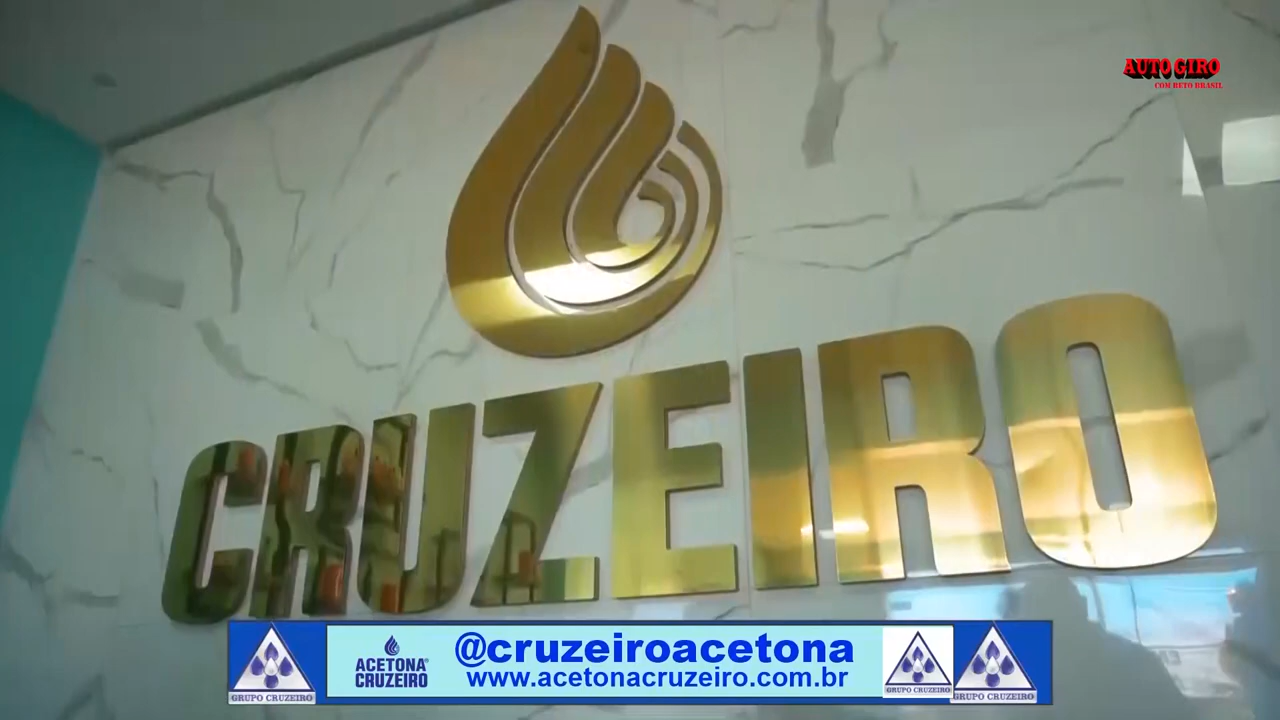 AUTO GIRO
COM BETO BRASIL
CRUZEIRO
GRUPO CRUZEIRO
ACETONA®
CRUZEIRO
@cruzeiroacetona
www.acetonacruzeiro.com.br
GRUPO CRUZEIRO
GRUPO CRUZEIRO